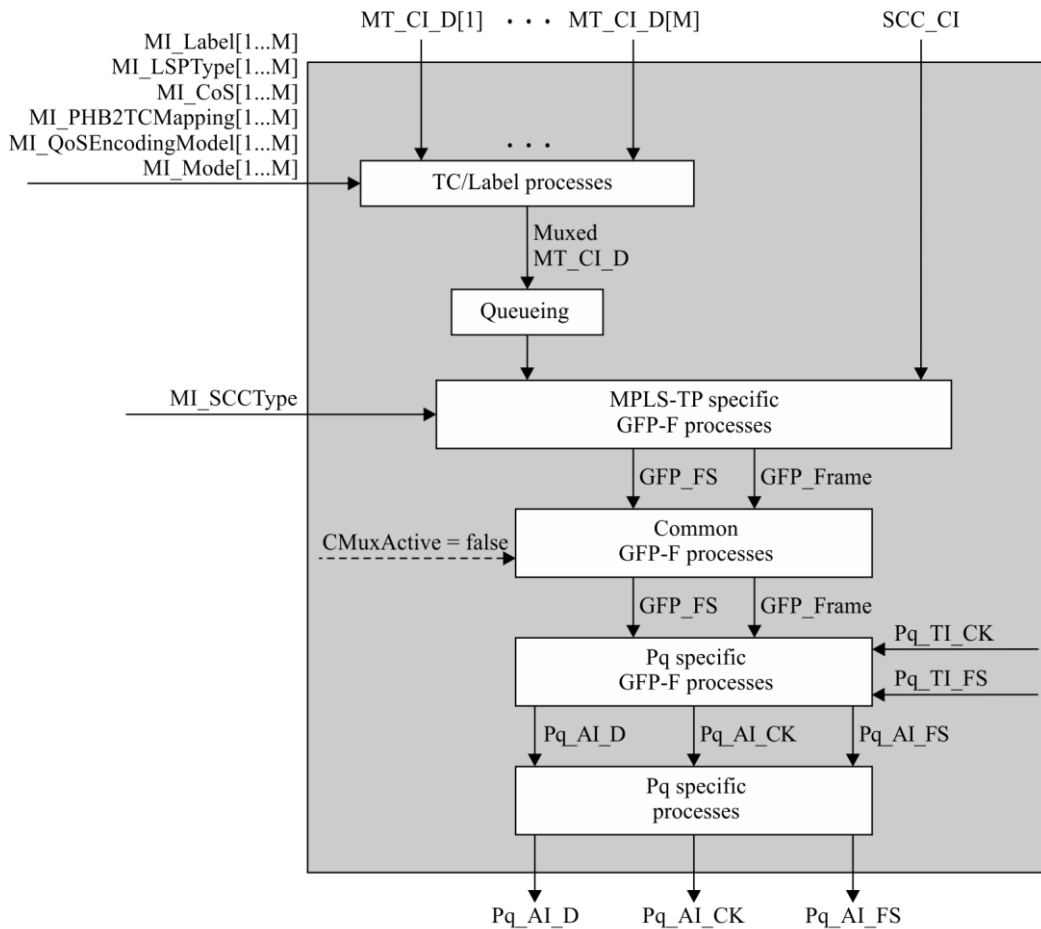 MT_CI_D[1] · · · MT_CI_D[M] SCC_CI
MI_Label[1...M]
MI_LSPType[1...M]
MI_CoS[1...M]
MI_PHB2TCMapping[1...M]
MI_QoSEncodingModel[1...M]
MI_Mode[1...M]
· · ·
TC/Label processes
Muxed
MT_CI_D
Queueing
MI_SCCType
MPLS-TP specific
GFP-F processes
GFP_FS GFP_Frame
CMuxActive = false
Common
GFP-F processes
GFP_FS GFP_Frame
Pq specific
GFP-F processes
Pq_TI_CK
Pq_TI_FS
Pq_AI_D Pq_AI_CK Pq_AI_FS
Pq specific
processes
Pq_AI_D Pq_AI_CK Pq_AI_FS